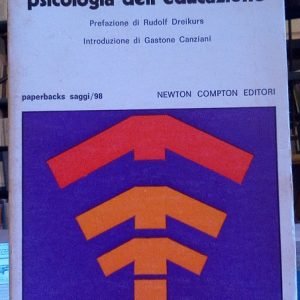 psicologia dell'educazione
Prefazione di Rudolf Dreikurs
Introduzione di Gastone Canziani
paperbacks saggi/98
NEWTON COMPTON EDITORI